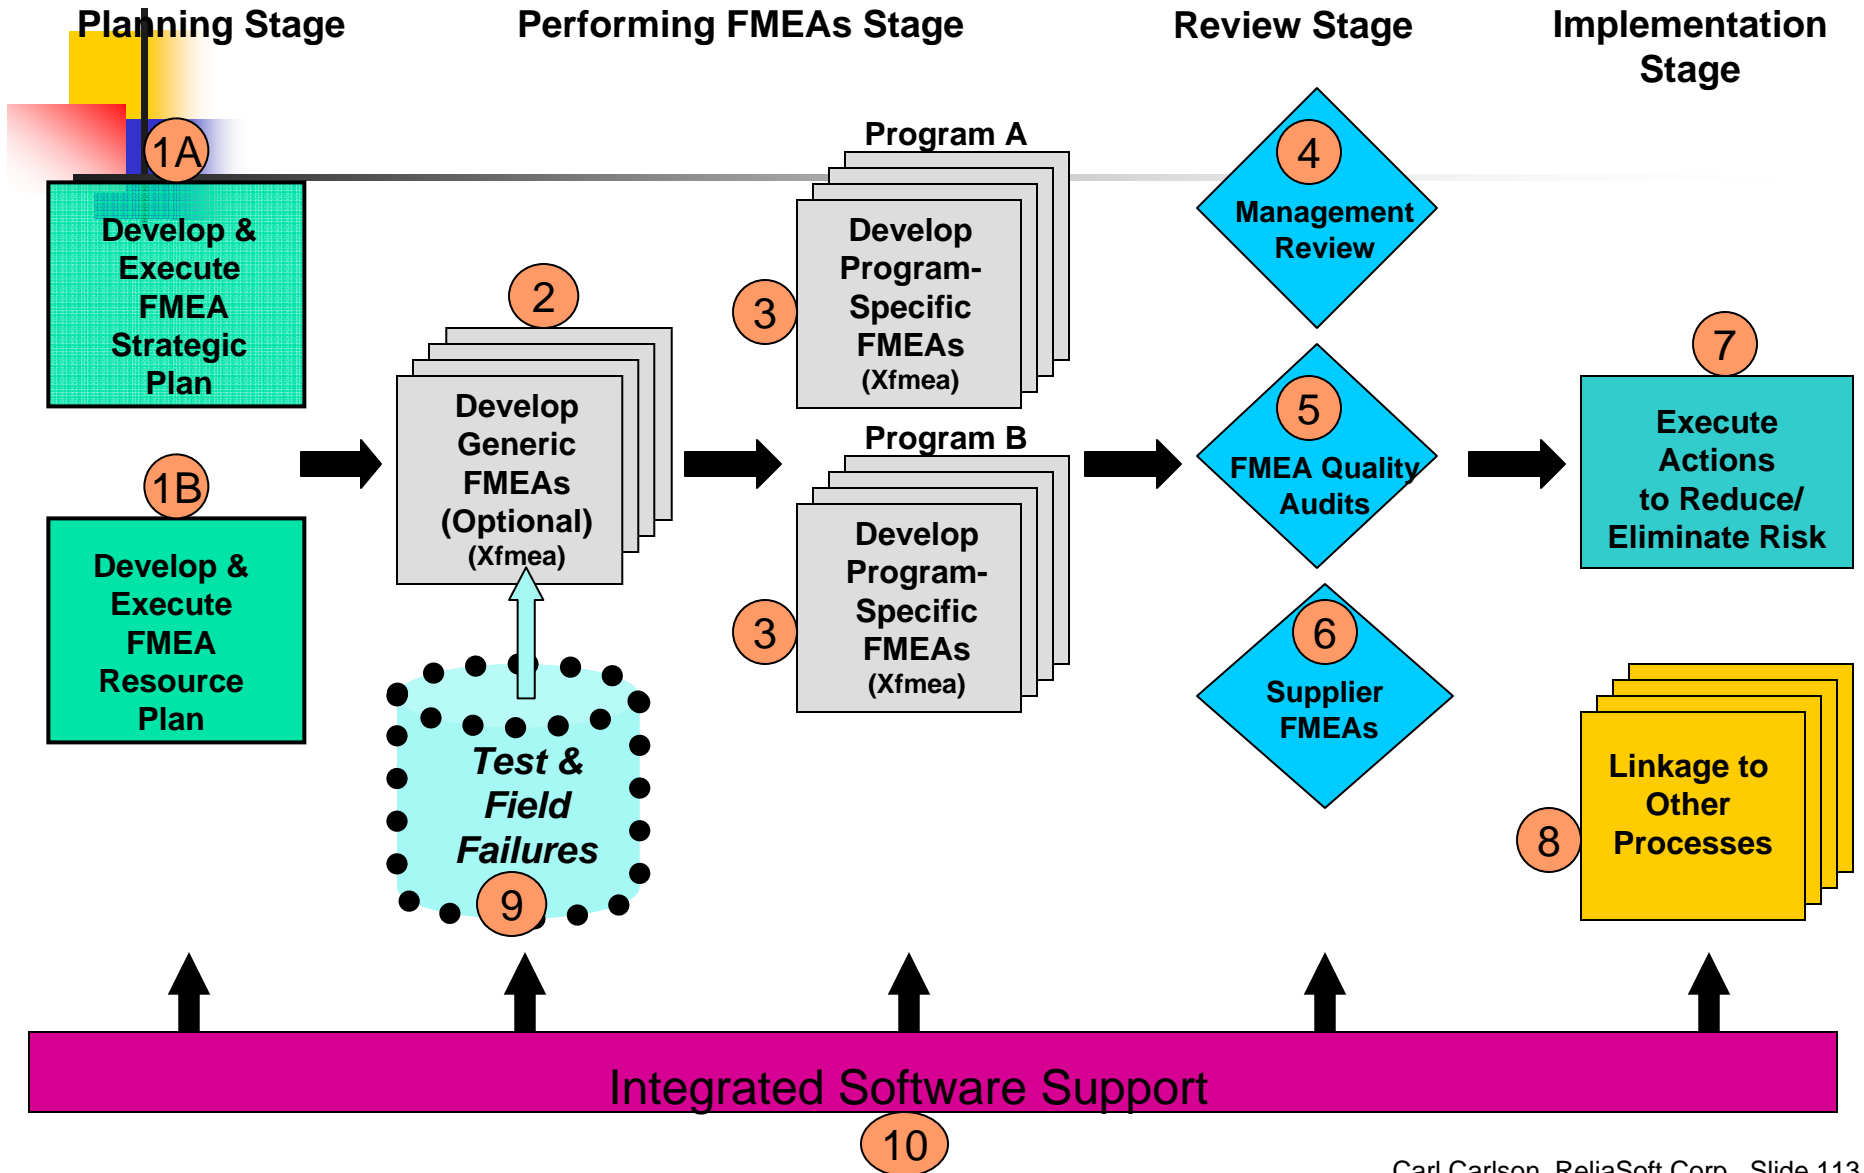 Planning Stage
Performing FMEAs Stage
Review Stage
Implementation
Stage
1A
Develop &
Execute
FMEA
Strategic
Plan
1B
Develop &
Execute
FMEA
Resource
Plan
2
Develop
Generic
FMEAs
(Optional)
(Xfmea)
Test &
Field
Failures
9
Program A
3
Develop
Program-
Specific
FMEAs
(Xfmea)
Program B
3
Develop
Program-
Specific
FMEAs
(Xfmea)
4
Management
Review
5
FMEA Quality
Audits
6
Supplier
FMEAs
7
Execute
Actions
to Reduce/
Eliminate Risk
8
Linkage to
Other
Processes
Integrated Software Support
10
Carl Carlson, ReliaSoft Corp., Slide 113